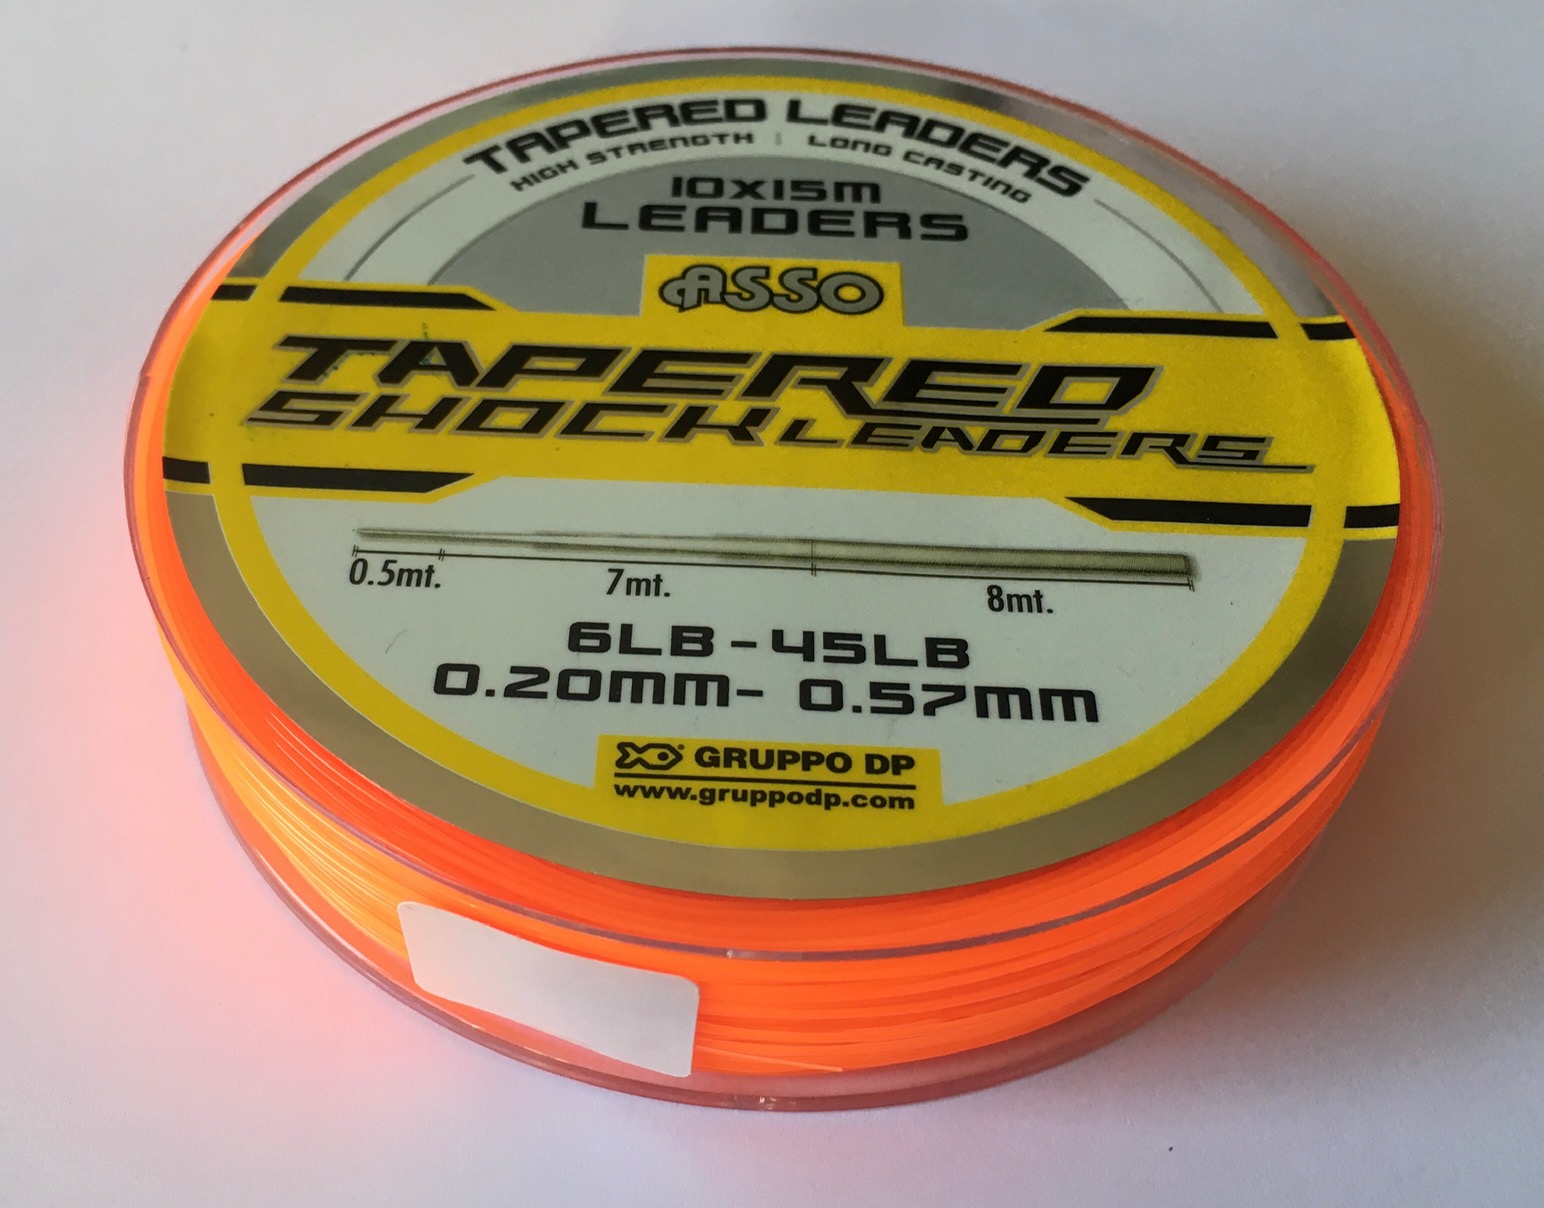 TAPERED LEADERS
HIGH STRENGTH | LONG CASTING
10X15M
LEADERS
ASSO
TAPERED
SHOCK LEADERS
0.5mt. 7mt. 8mt.
6LB - 45LB
0.20mm - 0.57mm
GRUPPO DP
www.gruppodp.com